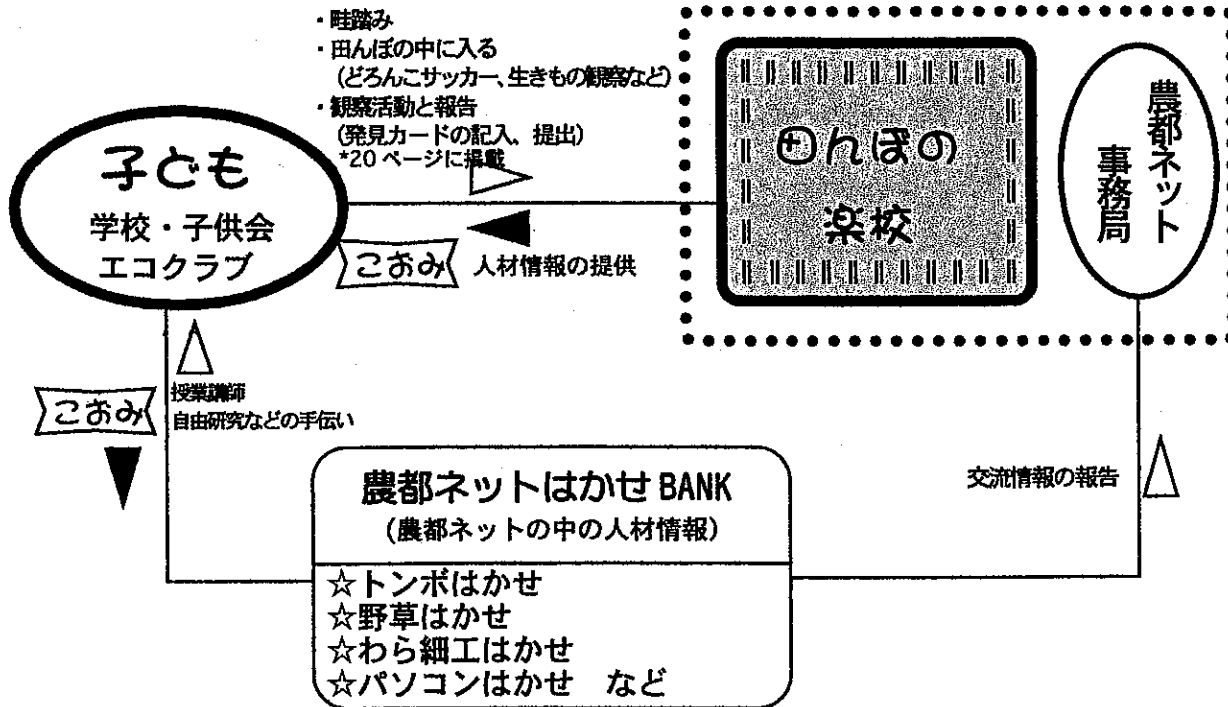 ・畦踏み
・田んぼの中に入る
(どろんこサッカー、生きもの観察など)
・観察活動と報告
(発見カードの記入、提出)
*20 ページに掲載
子ども
学校・子供会
エコクラブ
こおみ
人材情報の提供
田んぼの
楽校
農都ネット
事務局
こおみ
授業講師
自由研究などの手伝い
農都ネットはかせ BANK
(農都ネットの中の人材情報)
☆トンボはかせ
☆野草はかせ
☆わら細工はかせ
☆パソコンはかせ　など
交流情報の報告